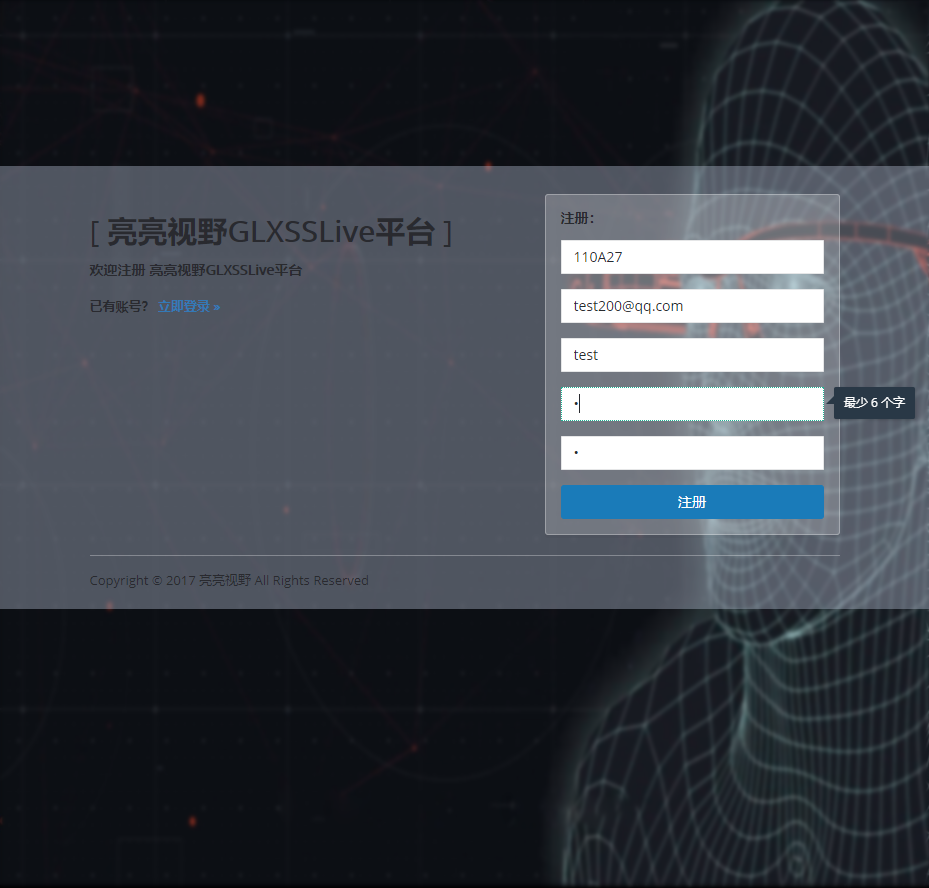 [ 亮亮视野GLXSSLive平台 ]
欢迎注册 亮亮视野GLXSSLive平台
已有账号？ 立即登录 »
注册：
110A27
test200@qq.com
test
•
最少 6 个字
•
注册
Copyright © 2017 亮亮视野 All Rights Reserved